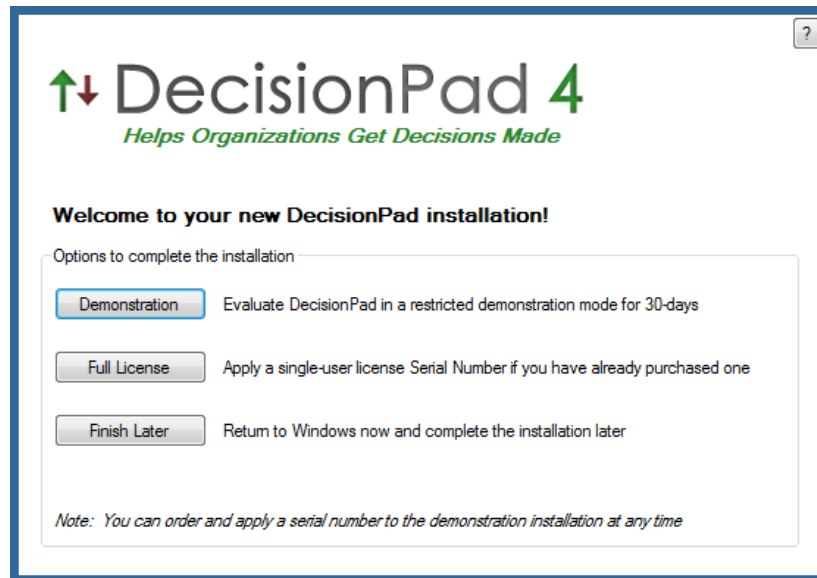 ?
DecisionPad 4
Helps Organizations Get Decisions Made
Welcome to your new DecisionPad installation!
Options to complete the installation
Demonstration Evaluate DecisionPad in a restricted demonstration mode for 30-days
Full License Apply a single-user license Serial Number if you have already purchased one
Finish Later Return to Windows now and complete the installation later
Note: You can order and apply a serial number to the demonstration installation at any time